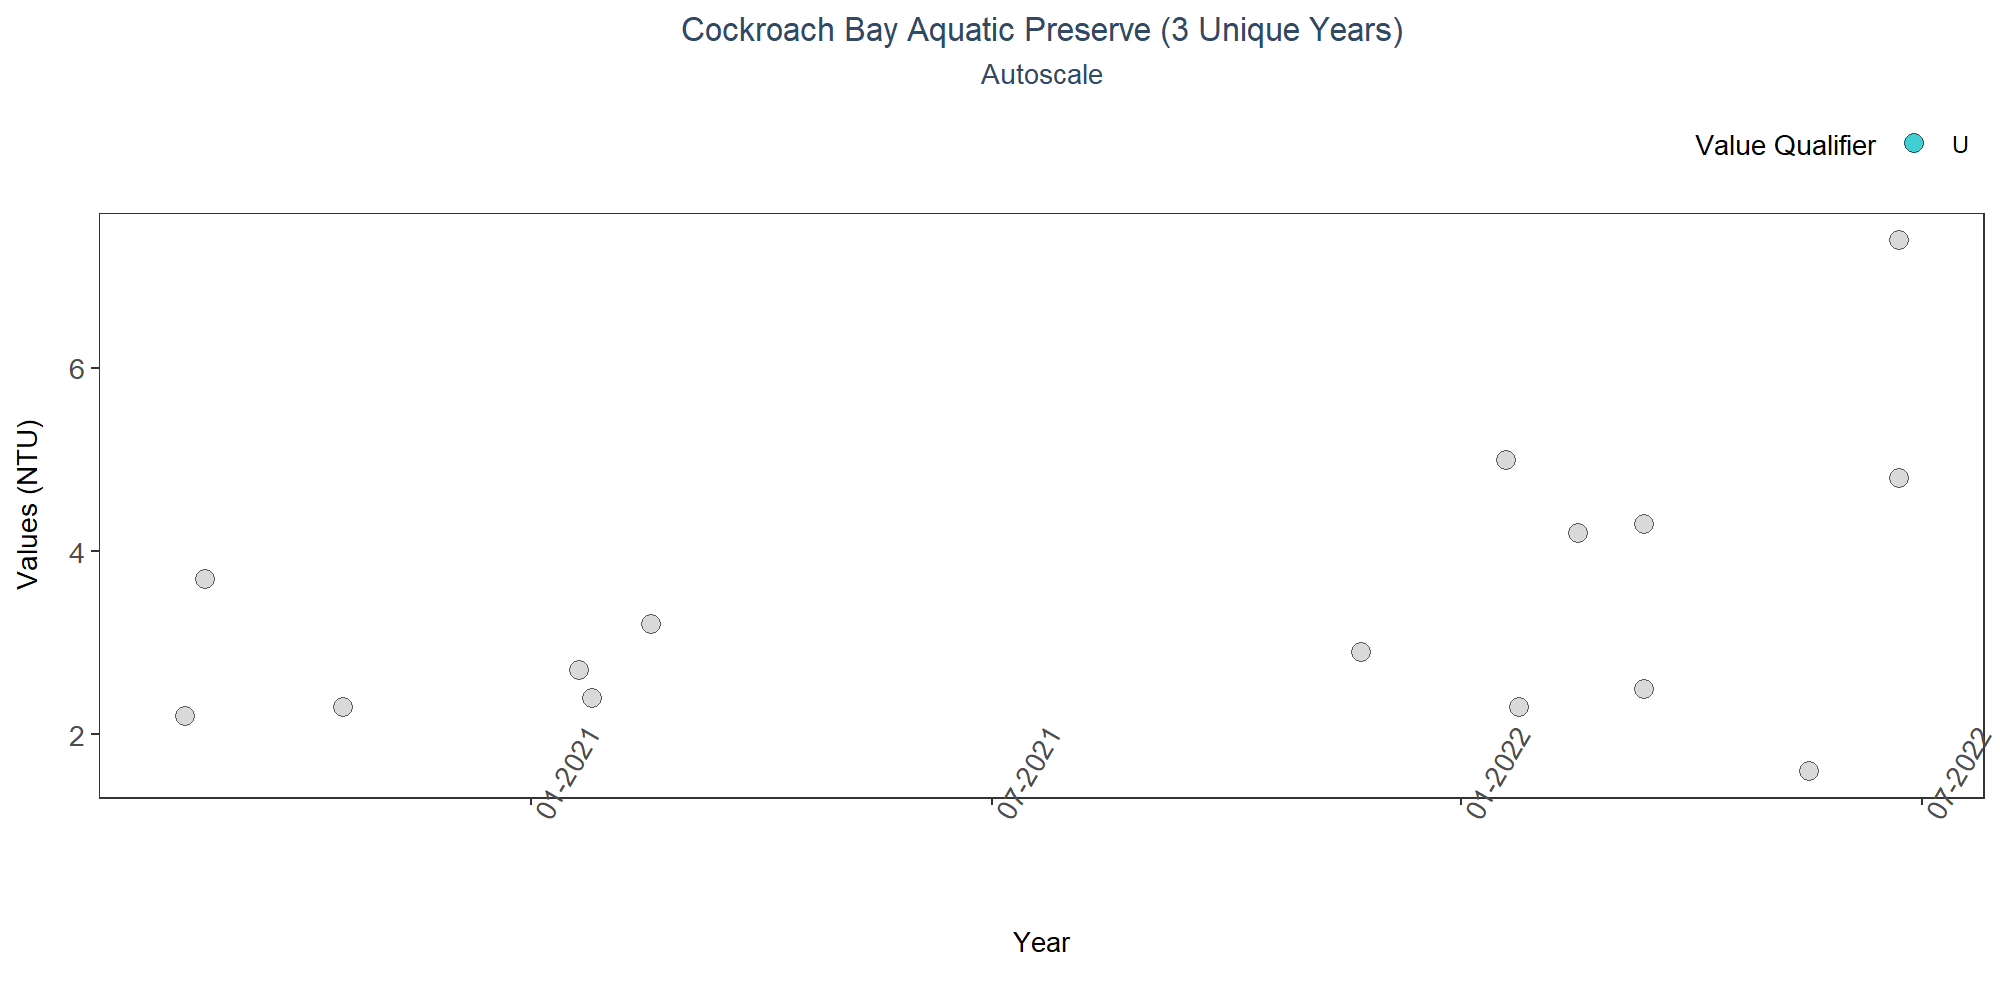 Cockroach Bay Aquatic Preserve (3 Unique Years)
Autoscale
Value Qualifier U
Values (NTU)
6
4
2
01-2021 07-2021 01-2022 07-2022
Year